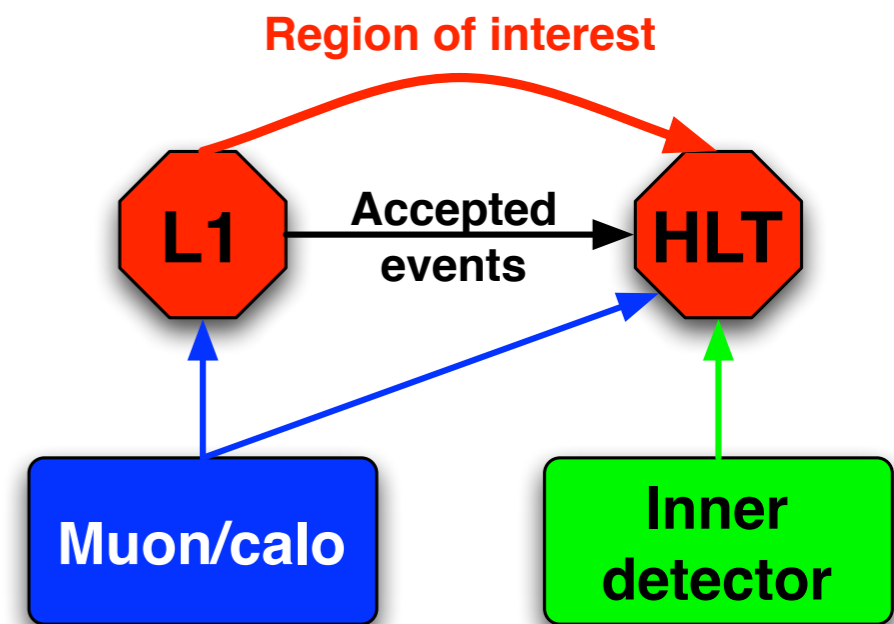 Region of interest
L1
Accepted
events
HLT
Muon/calo
Inner
detector